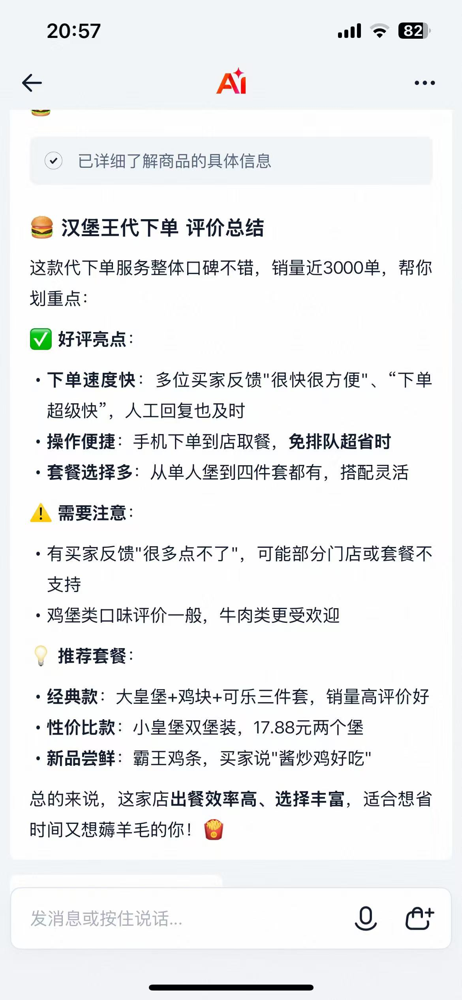 20:57
82
Ai
已详细了解商品的具体信息
汉堡王代下单 评价总结
这款代下单服务整体口碑不错，销量近3000单，帮你
划重点：
好评亮点：
• 下单速度快：多位买家反馈"很快很方便"、“下单
超级快”，人工回复也及时
• 操作便捷：手机下单到店取餐，免排队超省时
• 套餐选择多：从单人堡到四件套都有，搭配灵活
需要注意：
• 有买家反馈"很多点不了"，可能部分门店或套餐不
支持
• 鸡堡类口味评价一般，牛肉类更受欢迎
推荐套餐：
• 经典款：大皇堡+鸡块+可乐三件套，销量高评价好
• 性价比款：小皇堡双堡装，17.88元两个堡
• 新品尝鲜：霸王鸡条，买家说"酱炒鸡好吃"
总的来说，这家店出餐效率高、选择丰富，适合想省
时间又想薅羊毛的你！
发消息或按住说话...